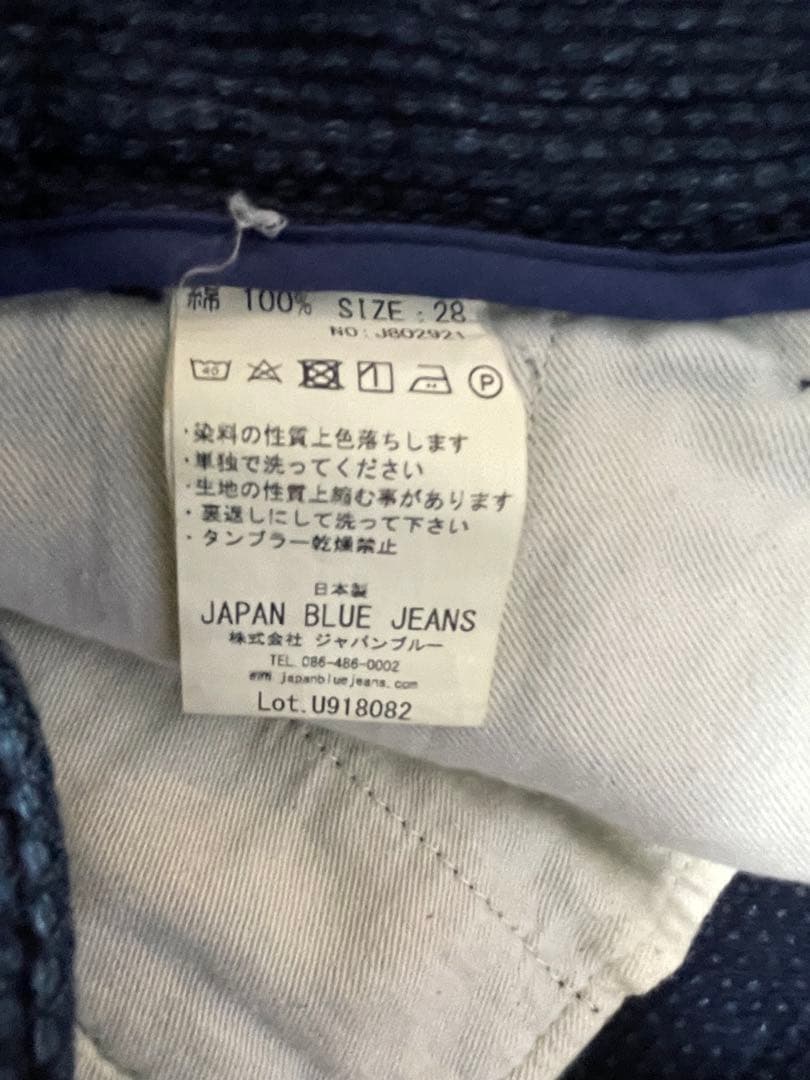 綿 100% SIZE : 28
NO: J802921
40 1 P
・染料の性質上色落ちします
・単独で洗ってください
・生地の性質上縮む事があります
・裏返しにして洗って下さい
・タンブラー乾燥禁止
日本製
JAPAN BLUE JEANS
株式会社 ジャパンブルー
TEL 086-486-0002
japanbluejeans.com
Lot.U918082